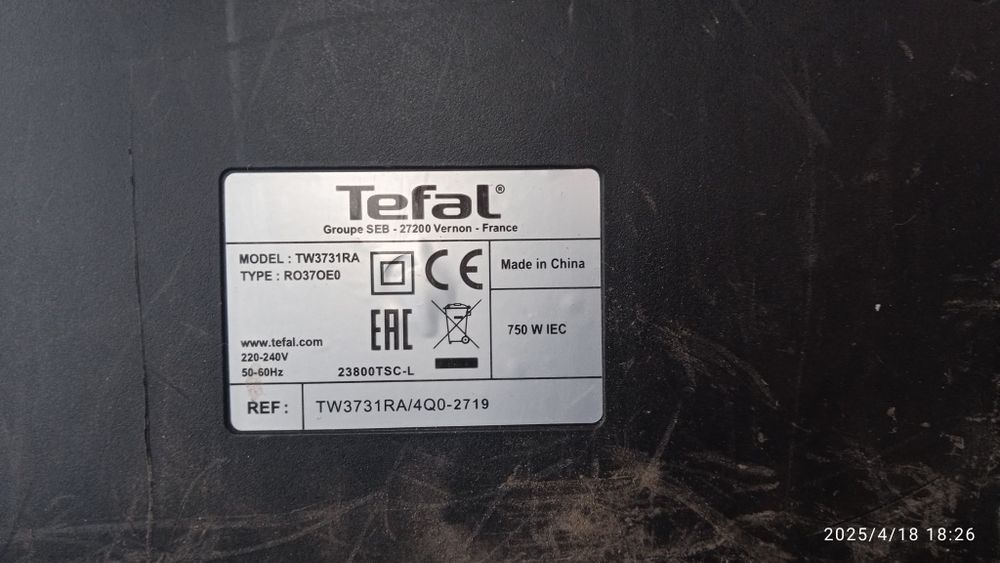 Tefal®
Groupe SEB - 27200 Vernon - France
MODEL : TW3731RA
TYPE : RO37OE0
CE
Made in China
EAC
750 W IEC
www.tefal.com
220-240V
50-60Hz
23800TSC-L
REF : TW3731RA/4Q0-2719
2025/4/18 18:26